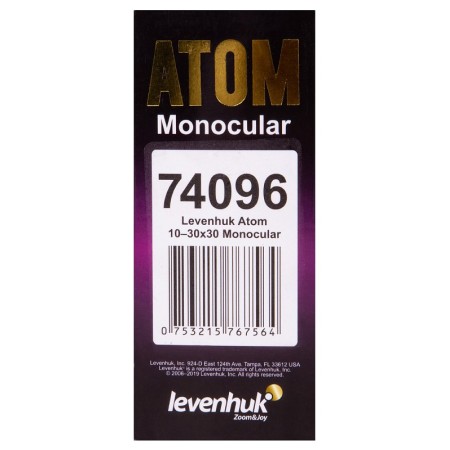 ATOM
Monocular
74096
Levenhuk Atom
10–30x30 Monocular
0 753215 767564
Levenhuk, Inc. 924-D East 124th Ave. Tampa, FL 33612 USA
Levenhuk® is a registered trademark of Levenhuk, Inc.
© 2006–2019 Levenhuk, Inc. All rights reserved.
levenhuk®
Zoom&Joy